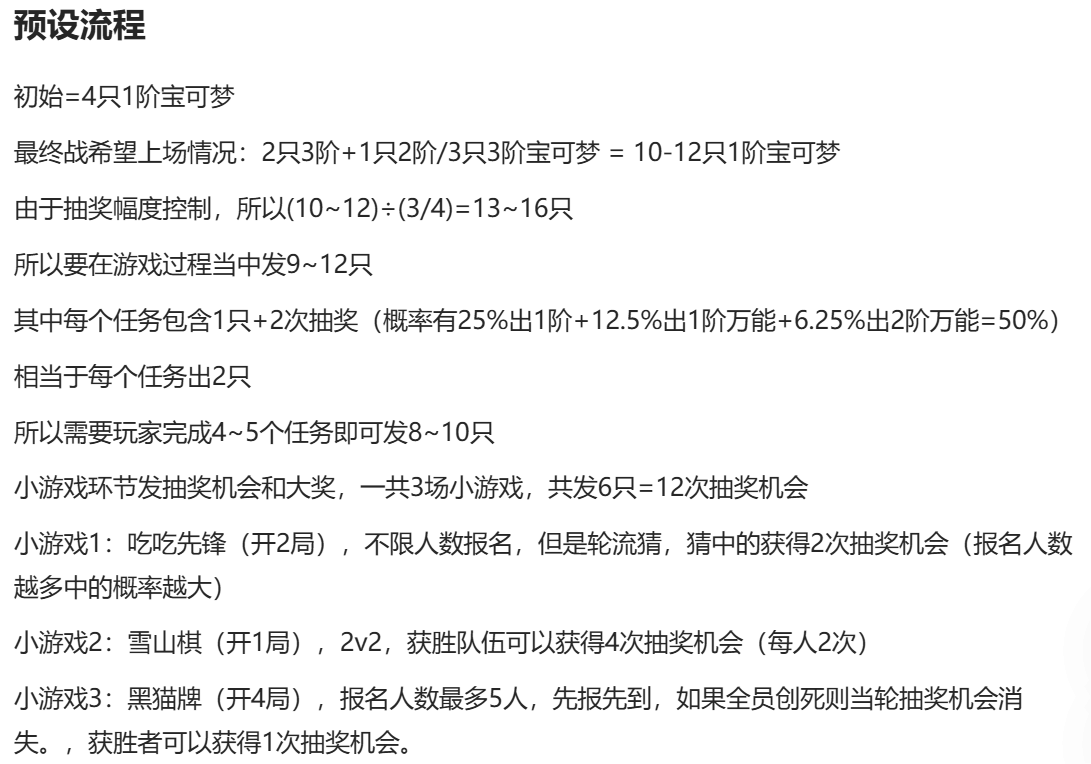 预设流程
初始=4只1阶宝可梦
最终战希望上场情况：2只3阶+1只2阶/3只3阶宝可梦 = 10-12只1阶宝可梦
由于抽奖幅度控制，所以(10~12)÷(3/4)=13~16只
所以要在游戏过程当中发9~12只
其中每个任务包含1只+2次抽奖（概率有25%出1阶+12.5%出1阶万能+6.25%出2阶万能=50%）
相当于每个任务出2只
所以需要玩家完成4~5个任务即可发8~10只
小游戏环节发抽奖机会和大奖，一共3场小游戏，共发6只=12次抽奖机会
小游戏1：吃吃先锋（开2局），不限人数报名，但是轮流猜，猜中的获得2次抽奖机会（报名人数
越多中的概率越大）
小游戏2：雪山棋（开1局），2v2，获胜队伍可以获得4次抽奖机会（每人2次）
小游戏3：黑猫牌（开4局），报名人数最多5人，先报先到，如果全员创死则当轮抽奖机会消
失。，获胜者可以获得1次抽奖机会。